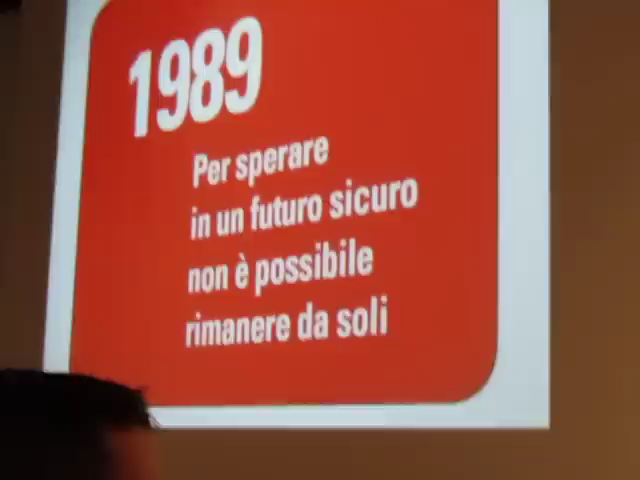 1989
Per sperare
in un futuro sicuro
non è possibile
rimanere da soli